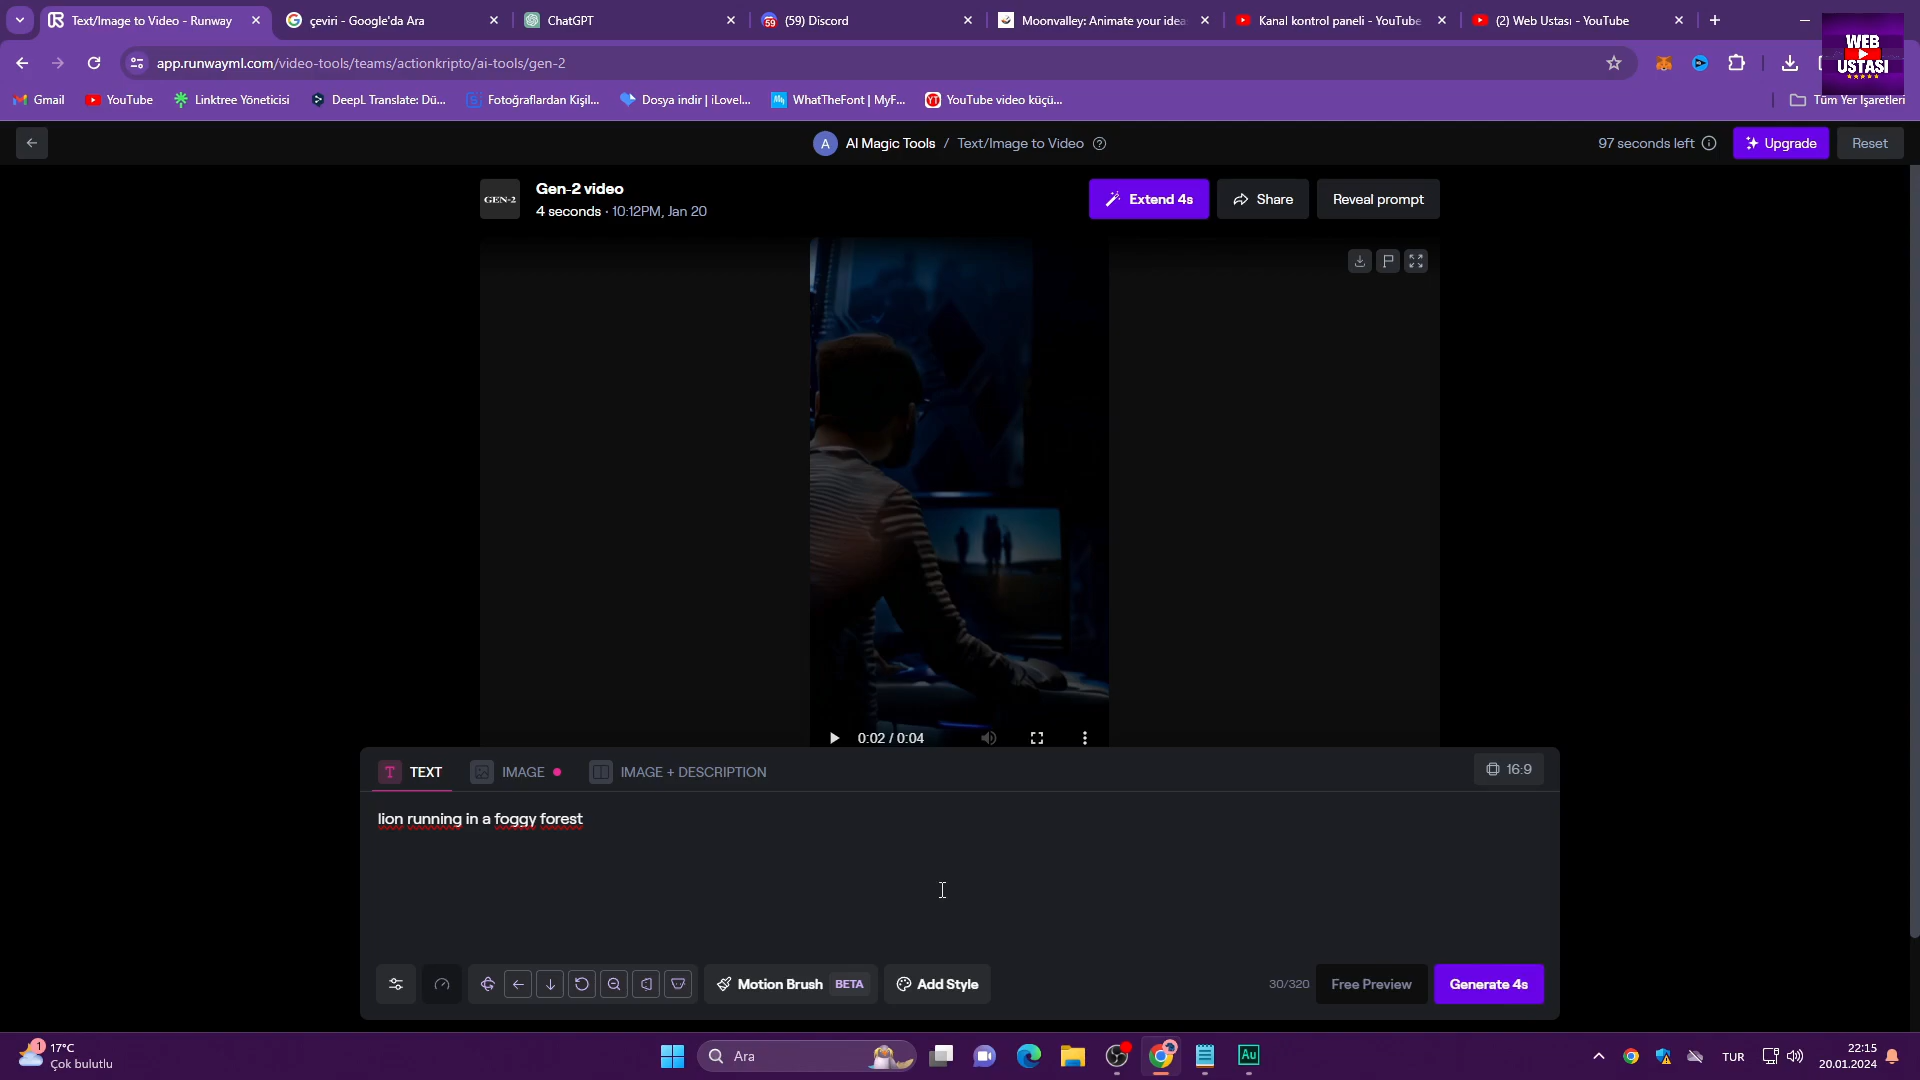 Text/Image to Video - Runway
çeviri - Google'da Ara
ChatGPT
(59) Discord
Moonvalley: Animate your idea
Kanal kontrol paneli - YouTube
(2) Web Ustası - YouTube
app.runwayml.com/video-tools/teams/actionkripto/ai-tools/gen-2
WEB
USTASI
Gmail
YouTube
Linktree Yöneticisi
DeepL Translate: Dü...
Fotoğraflardan Kişil...
Dosya indir | iLovel...
WhatTheFont | MyF...
YouTube video küçü...
Tüm Yer İşaretleri
A
AI Magic Tools / Text/Image to Video
97 seconds left
Upgrade
Reset
GEN-2
Gen-2 video
4 seconds · 10:12PM, Jan 20
Extend 4s
Share
Reveal prompt
0:02 / 0:04
T TEXT
IMAGE
IMAGE + DESCRIPTION
16:9
lion running in a foggy forest
Motion Brush BETA
Add Style
30/320
Free Preview
Generate 4s
1
17°C
Çok bulutlu
Ara
Au
TUR
22:15
20.01.2024